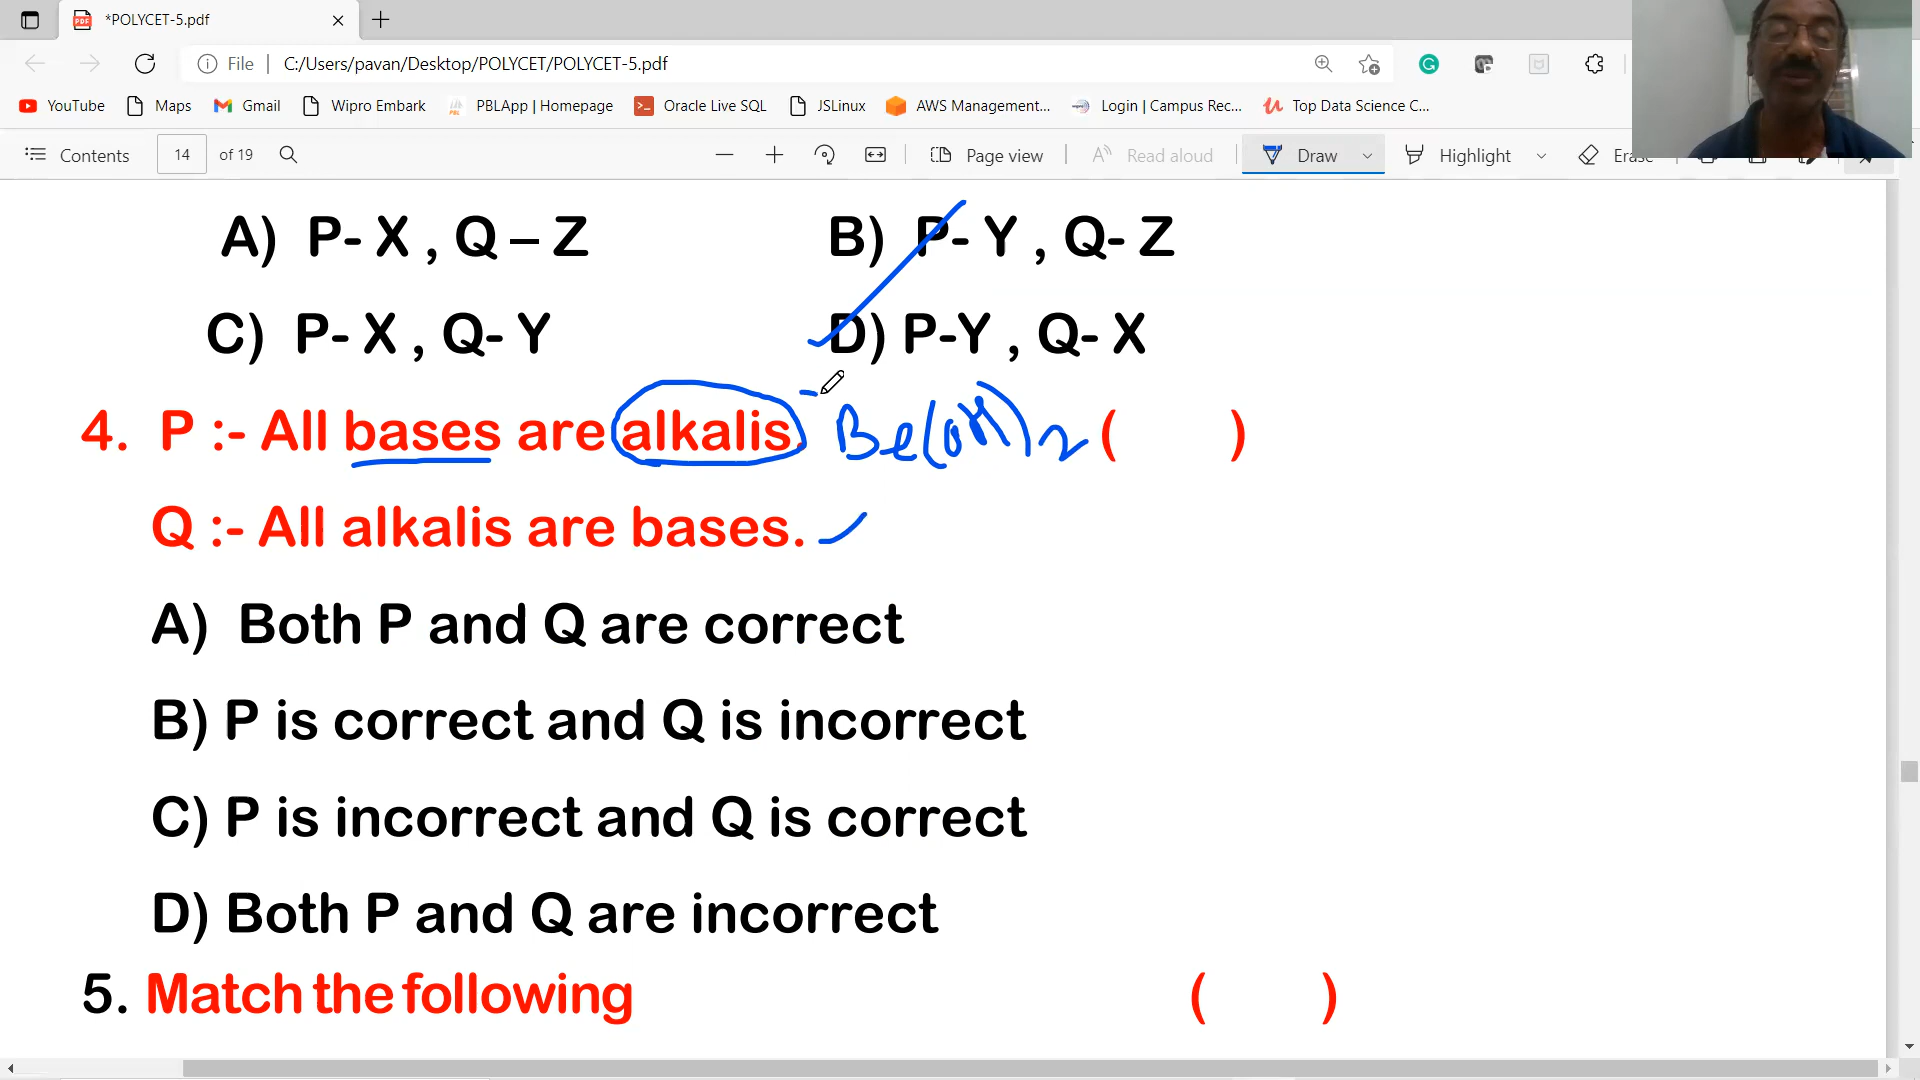 *POLYCET-5.pdf
File C:/Users/pavan/Desktop/POLYCET/POLYCET-5.pdf
YouTube Maps Gmail Wipro Embark PBLApp | Homepage Oracle Live SQL JSLinux AWS Management... Login | Campus Rec... Top Data Science C...
Contents 14 of 19 Page view Read aloud Draw Highlight Erase
A) P- X , Q – Z B) P- Y , Q- Z
C) P- X , Q- Y D) P-Y , Q- X
4. P :- All bases are alkalis. Be(OH)2 ( )
Q :- All alkalis are bases.
A) Both P and Q are correct
B) P is correct and Q is incorrect
C) P is incorrect and Q is correct
D) Both P and Q are incorrect
5. Match the following ( )